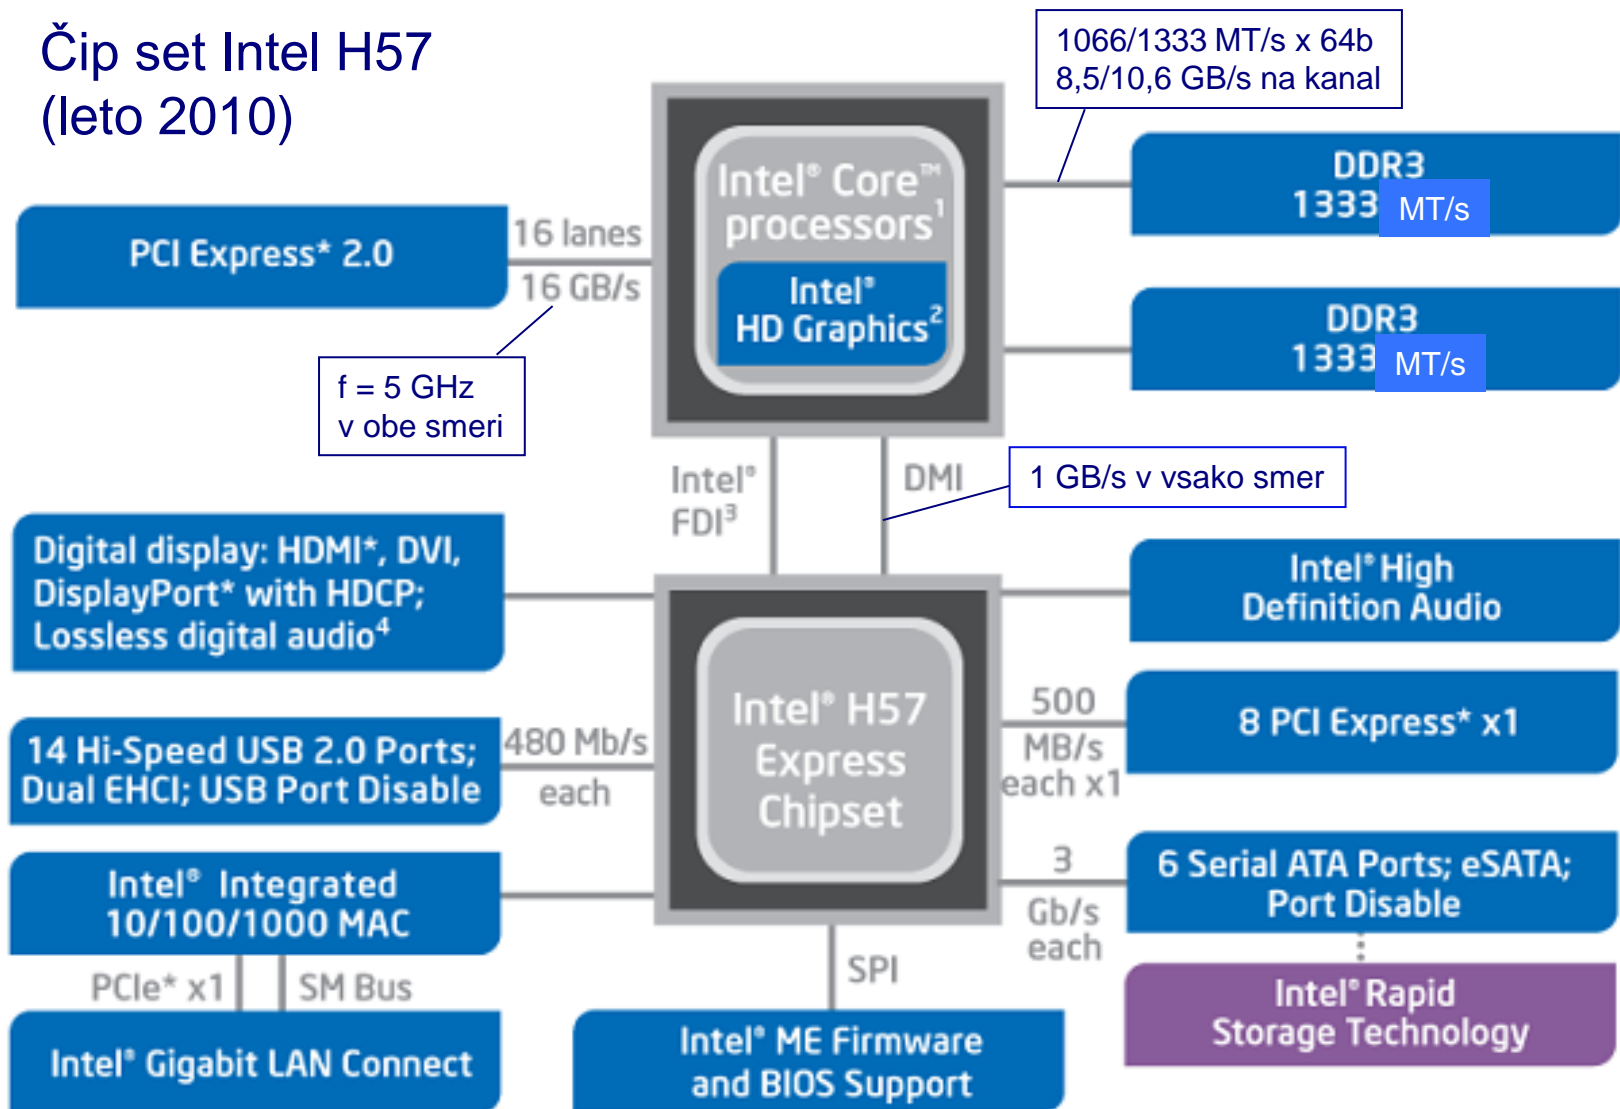 Čip set Intel H57
(leto 2010)
1066/1333 MT/s x 64b
8,5/10,6 GB/s na kanal
Intel® Core™
processors¹
Intel®
HD Graphics²
DDR3
1333 MT/s
DDR3
1333 MT/s
PCI Express* 2.0
16 lanes
16 GB/s
f = 5 GHz
v obe smeri
Intel®
FDI³
DMI
1 GB/s v vsako smer
Digital display: HDMI*, DVI,
DisplayPort* with HDCP;
Lossless digital audio⁴
Intel® High
Definition Audio
Intel® H57
Express
Chipset
14 Hi-Speed USB 2.0 Ports;
Dual EHCI; USB Port Disable
480 Mb/s
each
500
MB/s
each x1
8 PCI Express* x1
Intel® Integrated
10/100/1000 MAC
3
Gb/s
each
6 Serial ATA Ports; eSATA;
Port Disable
PCIe* x1
SM Bus
SPI
Intel® Rapid
Storage Technology
Intel® Gigabit LAN Connect
Intel® ME Firmware
and BIOS Support